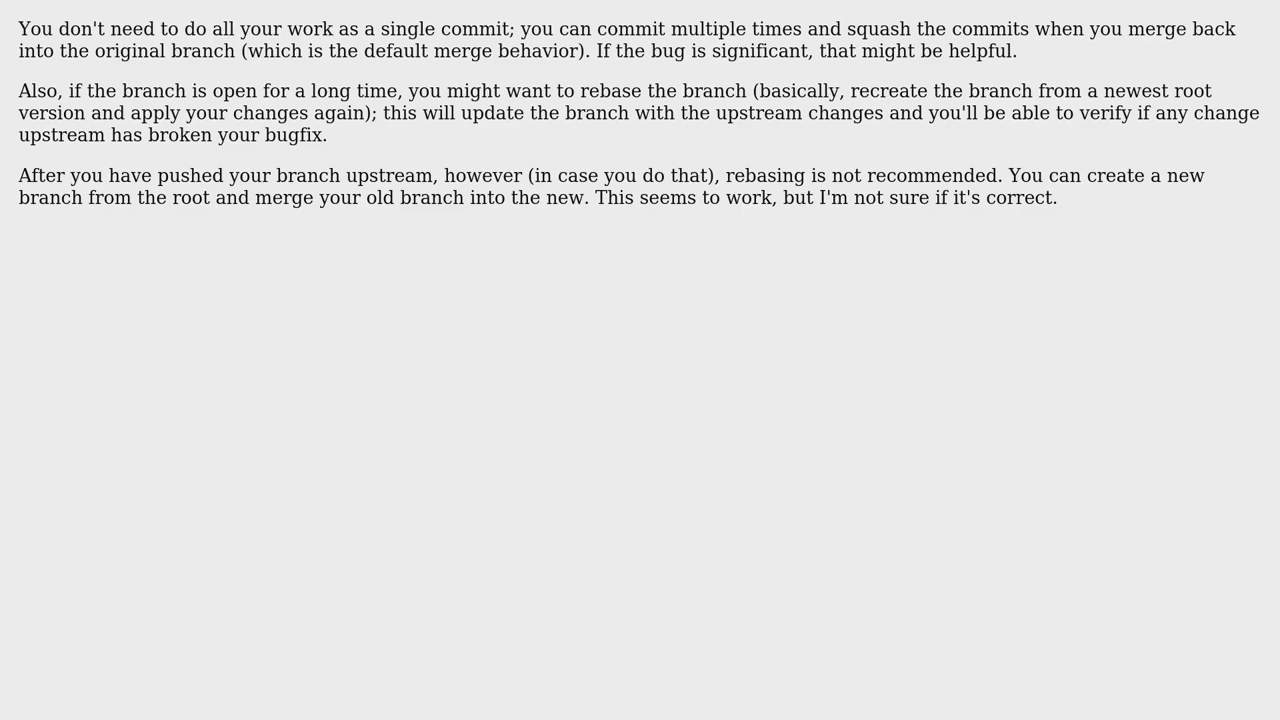 You don't need to do all your work as a single commit; you can commit multiple times and squash the commits when you merge back
into the original branch (which is the default merge behavior). If the bug is significant, that might be helpful.
Also, if the branch is open for a long time, you might want to rebase the branch (basically, recreate the branch from a newest root
version and apply your changes again); this will update the branch with the upstream changes and you'll be able to verify if any change
upstream has broken your bugfix.
After you have pushed your branch upstream, however (in case you do that), rebasing is not recommended. You can create a new
branch from the root and merge your old branch into the new. This seems to work, but I'm not sure if it's correct.